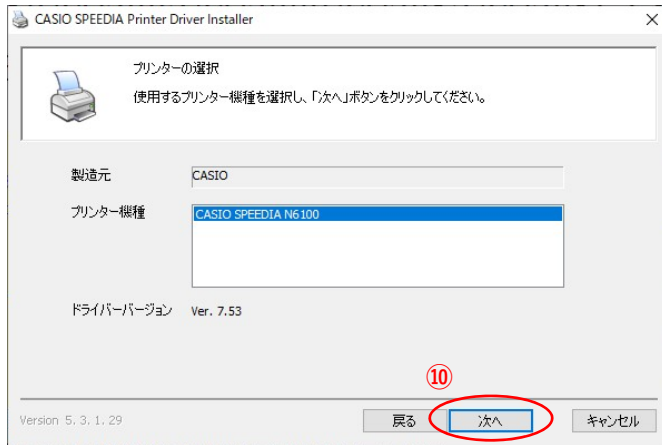 CASIO SPEEDIA Printer Driver Installer
プリンターの選択
使用するプリンター機種を選択し、「次へ」ボタンをクリックしてください。
製造元 CASIO
プリンター機種 CASIO SPEEDIA N6100
ドライバーバージョン Ver. 7.53
⑩
Version 5.3.1.29 戻る 次へ キャンセル